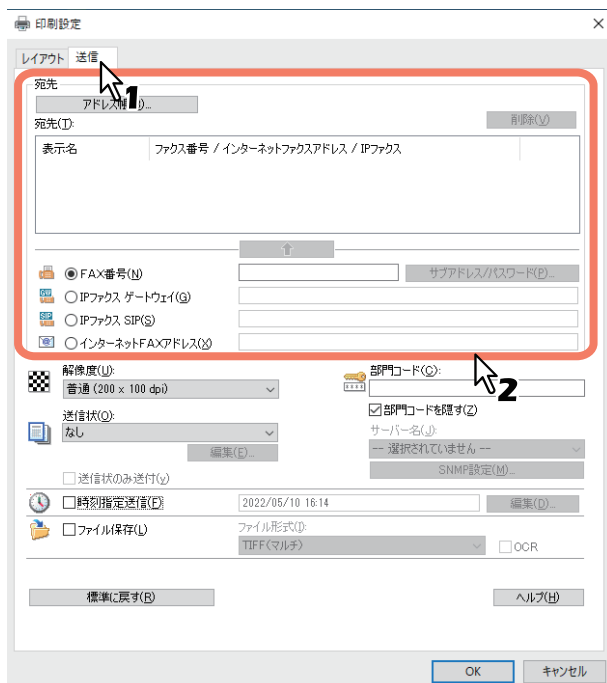 印刷設定
レイアウト 送信
1
宛先
アドレス帳
宛先(T): 削除(V)
表示名 ファクス番号 / インターネットファクスアドレス / IPファクス
FAX番号(N) サブアドレス/パスワード(P)...
IPファクス ゲートウェイ(G)
IPファクス SIP(S)
インターネットFAXアドレス(X)
2
解像度(U): 部門コード(C):
普通 (200 x 100 dpi)
送信状(O): 部門コードを隠す(Z)
なし サーバー名(J):
-- 選択されていません --
編集(E)... SNMP設定(M)...
送信状のみ送付(y)
時刻指定送信(F) 2022/05/10 16:14 編集(D)...
ファイル保存(L) ファイル形式(I):
TIFF(マルチ) OCR
標準に戻す(R) ヘルプ(H)
OK キャンセル